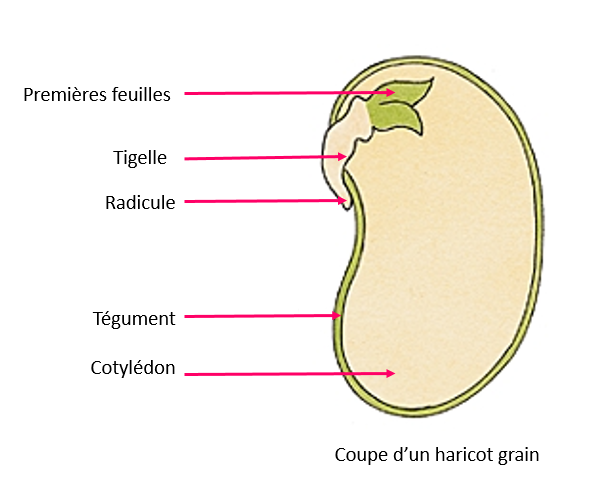 Premières feuilles
Tigelle
Radicule
Tégument
Cotylédon
Coupe d'un haricot grain